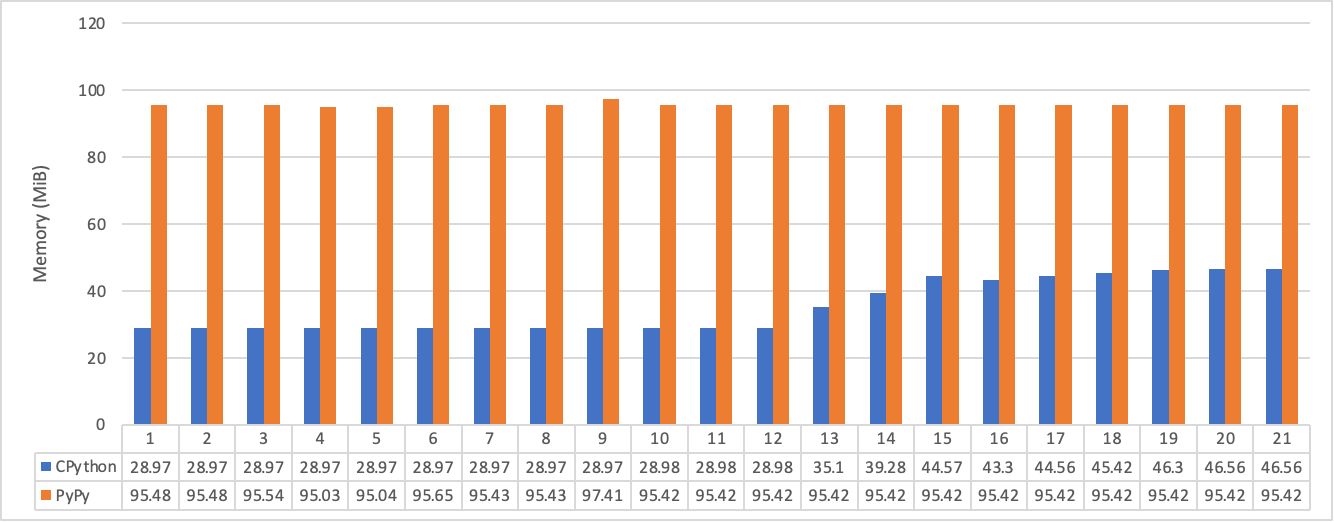 120
100
80
60
40
20
0
Memory (MiB)
1 2 3 4 5 6 7 8 9 10 11 12 13 14 15 16 17 18 19 20 21
CPython 28.97 28.97 28.97 28.97 28.97 28.97 28.97 28.97 28.97 28.98 28.98 28.98 35.1 39.28 44.57 43.3 44.56 45.42 46.3 46.56 46.56
PyPy 95.48 95.48 95.54 95.03 95.04 95.65 95.43 95.43 97.41 95.42 95.42 95.42 95.42 95.42 95.42 95.42 95.42 95.42 95.42 95.42 95.42